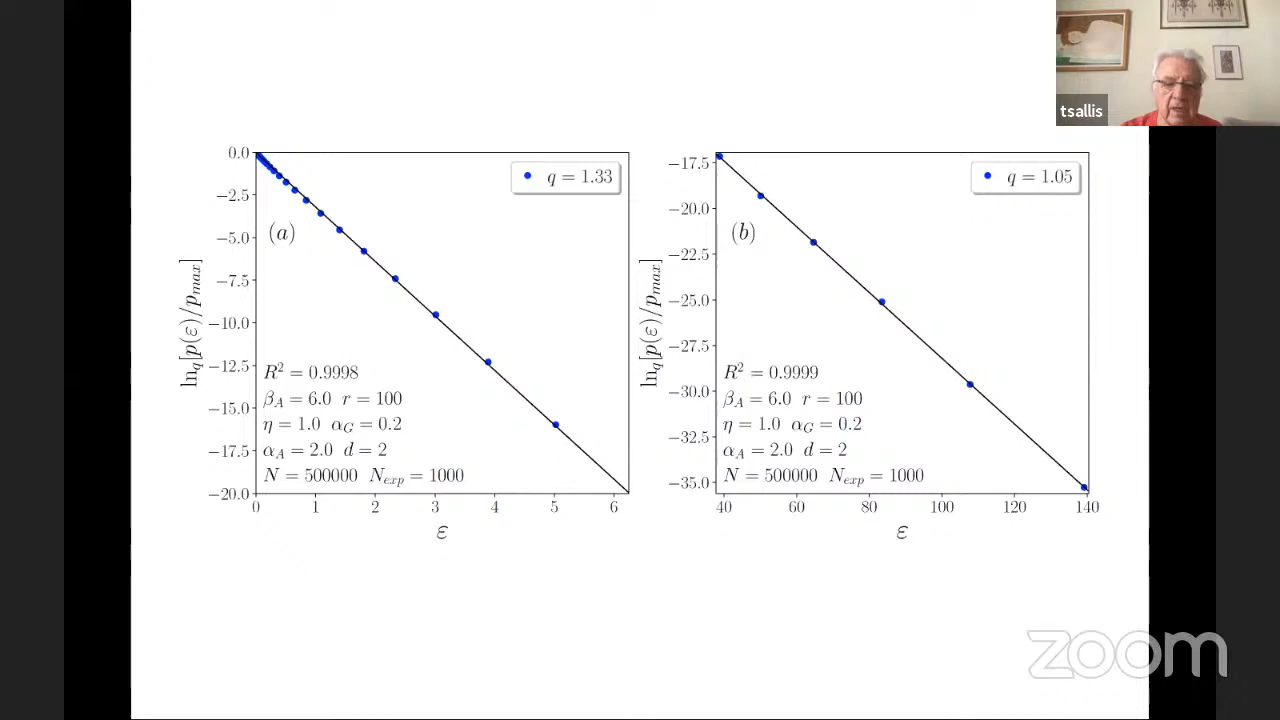 tsallis
0.0
−2.5
−5.0
−7.5
−10.0
−12.5
−15.0
−17.5
−20.0
ln_q[p(ε)/p_max]
q = 1.33
(a)
R² = 0.9998
β_A = 6.0 r = 100
η = 1.0 α_G = 0.2
α_A = 2.0 d = 2
N = 500000 N_exp = 1000
0 1 2 3 4 5 6
ε
−17.5
−20.0
−22.5
−25.0
−27.5
−30.0
−32.5
−35.0
ln_q[p(ε)/p_max]
q = 1.05
(b)
R² = 0.9999
β_A = 6.0 r = 100
η = 1.0 α_G = 0.2
α_A = 2.0 d = 2
N = 500000 N_exp = 1000
40 60 80 100 120 140
ε
zoom